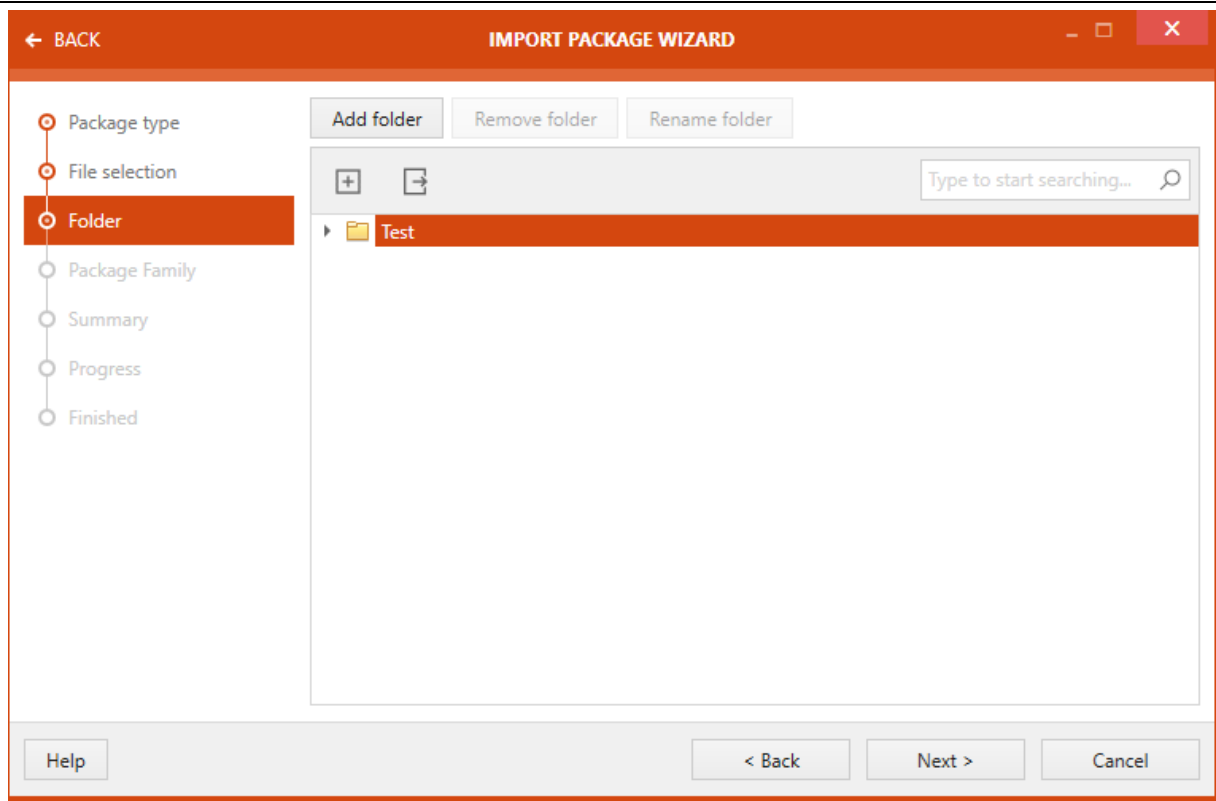 BACK
IMPORT PACKAGE WIZARD
Package type
File selection
Folder
Package Family
Summary
Progress
Finished
Add folder
Remove folder
Rename folder
Type to start searching...
Test
Help
< Back
Next >
Cancel